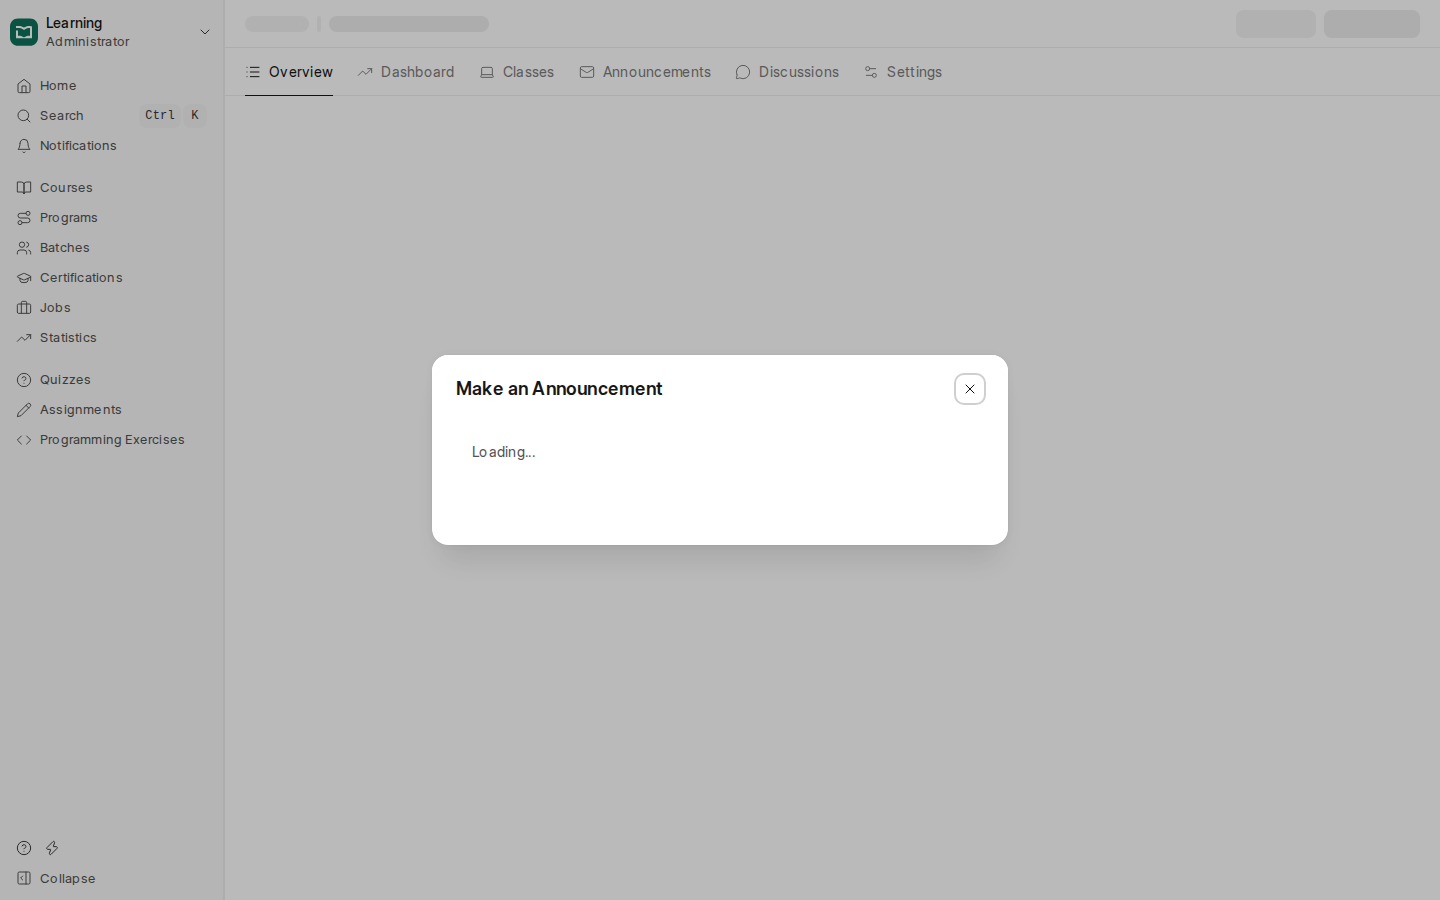 Learning
Administrator
Home
Search Ctrl K
Notifications
Courses
Programs
Batches
Certifications
Jobs
Statistics
Quizzes
Assignments
Programming Exercises
Collapse
Overview Dashboard Classes Announcements Discussions Settings
Make an Announcement
Loading...